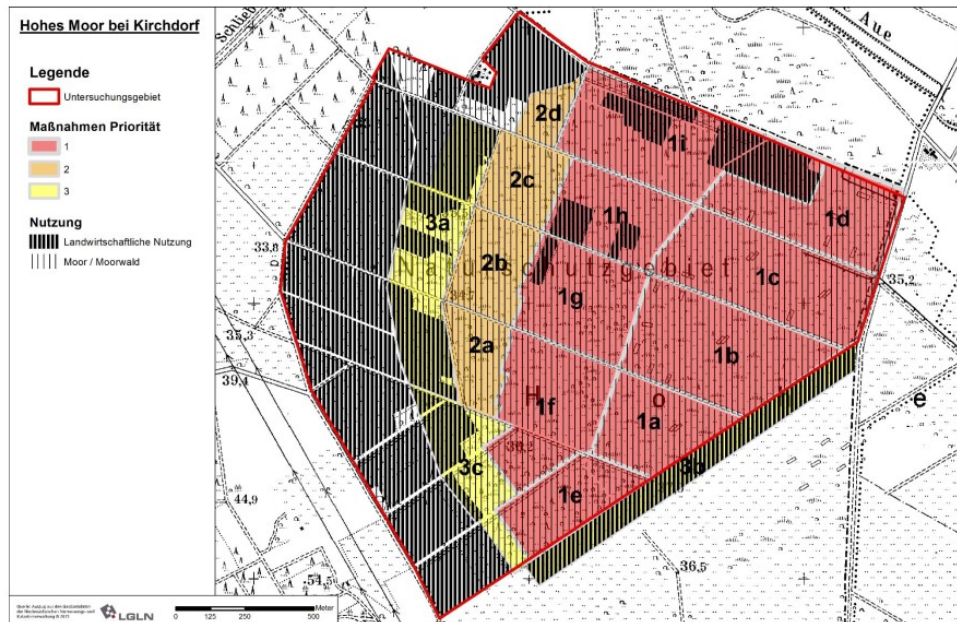 Hohes Moor bei Kirchdorf
Legende
Untersuchungsgebiet
Maßnahmen Priorität
1
2
3
Nutzung
Landwirtschaftliche Nutzung
Moor / Moorwald
LGLN
0
125
250
500
Meter
Aue
2d
1i
2c
3a
1h
1d
33,8
2b
Naturschutzgebiet
1c
35,2
1g
2a
1b
35,3
39,4
H
o
e
1f
1a
3c
3b
1e
44,9
36,5
54,5